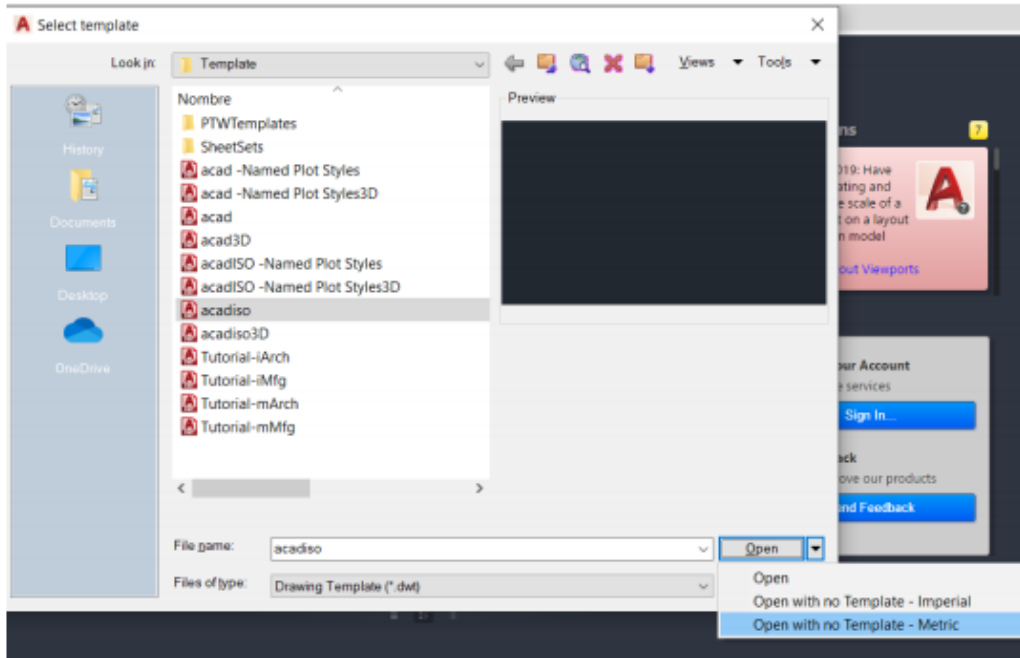 Select template
Look in:
Template
Views
Tools
Nombre
PTWTemplates
SheetSets
acad -Named Plot Styles
acad -Named Plot Styles3D
acad
acad3D
acadISO -Named Plot Styles
acadISO -Named Plot Styles3D
acadiso
acadiso3D
Tutorial-iArch
Tutorial-iMfg
Tutorial-mArch
Tutorial-mMfg
History
Documents
Desktop
OneDrive
Preview
File name:
acadiso
Open
Files of type:
Drawing Template (*.dwt)
Open
Open with no Template - Imperial
Open with no Template - Metric
7
019: Have
ating and
scale of a
on a layout
model
out Viewports
our Account
services
Sign In...
ack
ove our products
nd Feedback